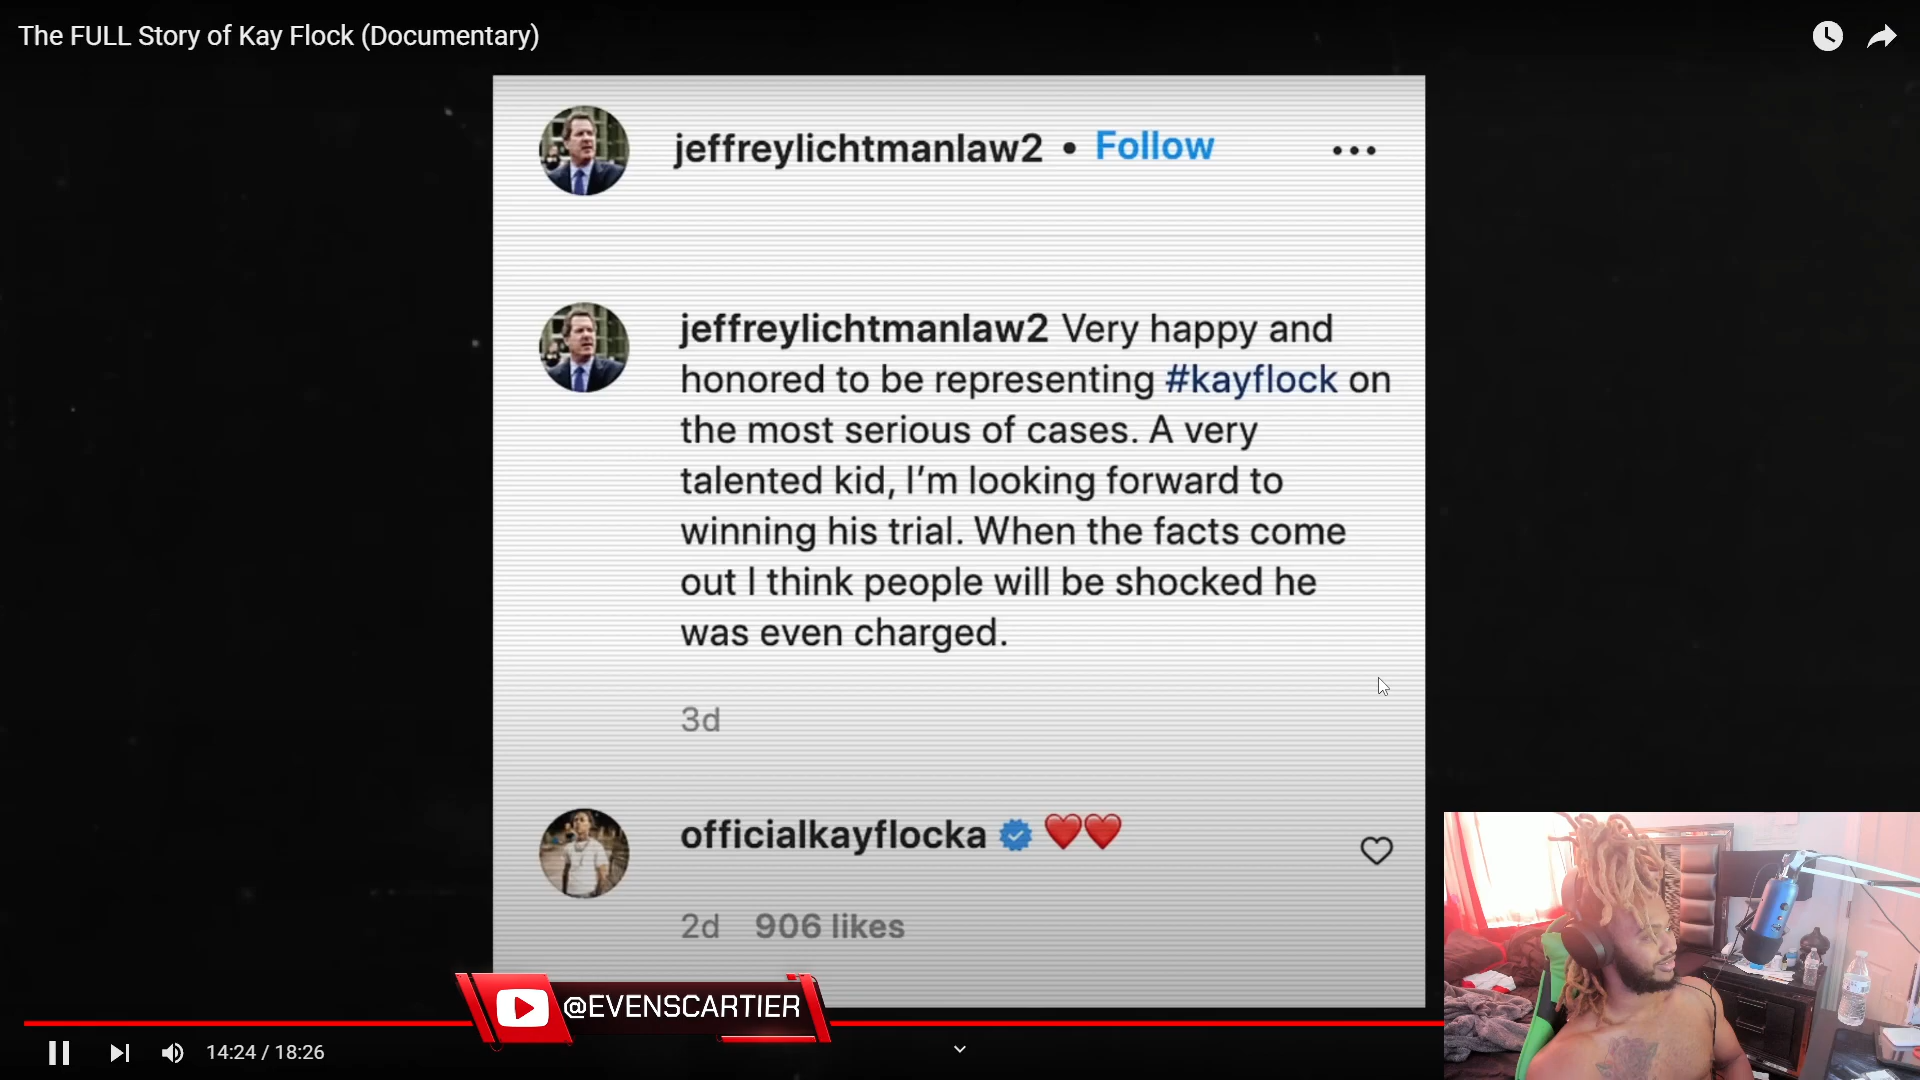 The FULL Story of Kay Flock (Documentary)
jeffreylichtmanlaw2 • Follow
jeffreylichtmanlaw2 Very happy and
honored to be representing #kayflock on
the most serious of cases. A very
talented kid, I’m looking forward to
winning his trial. When the facts come
out I think people will be shocked he
was even charged.
3d
officialkayflocka ❤️❤️
2d 906 likes
@EVENSCARTIER
14:24 / 18:26